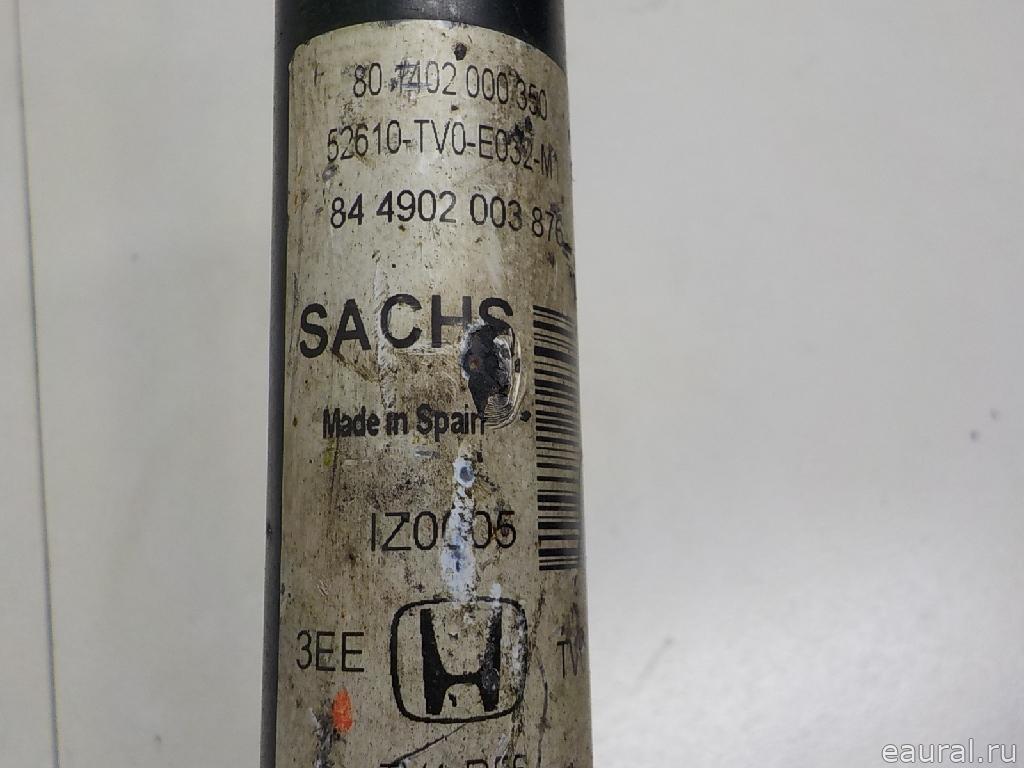 80 7402 000 350
52610-TV0-E032-M1
84 4902 003 876
SACHS
Made in Spain
IZ0005
3EE
eaural.ru